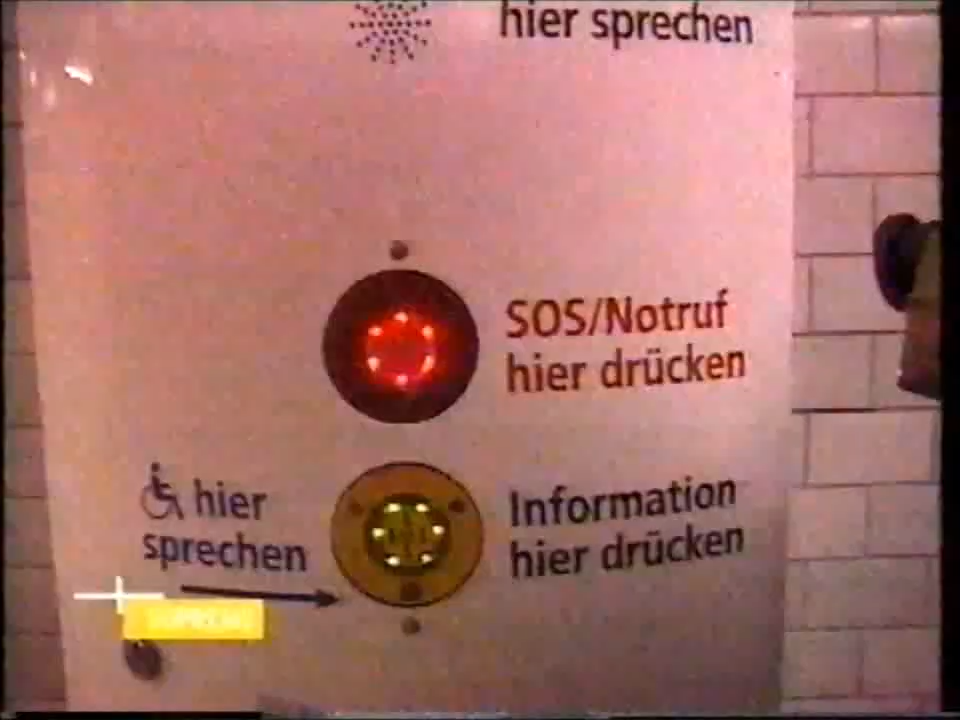 hier sprechen
SOS/Notruf
hier drücken
hier
sprechen
Information
hier drücken